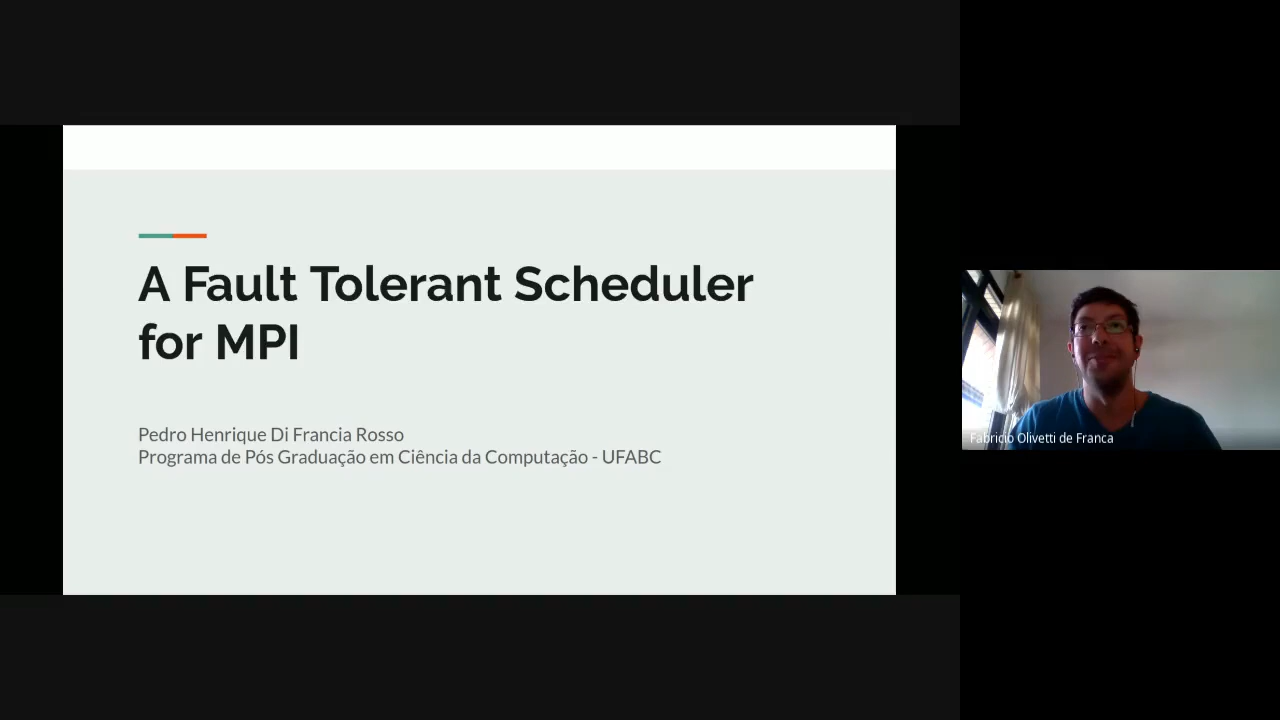 A Fault Tolerant Scheduler
for MPI
Pedro Henrique Di Francia Rosso
Programa de Pós Graduação em Ciência da Computação - UFABC
Fabricio Olivetti de Franca